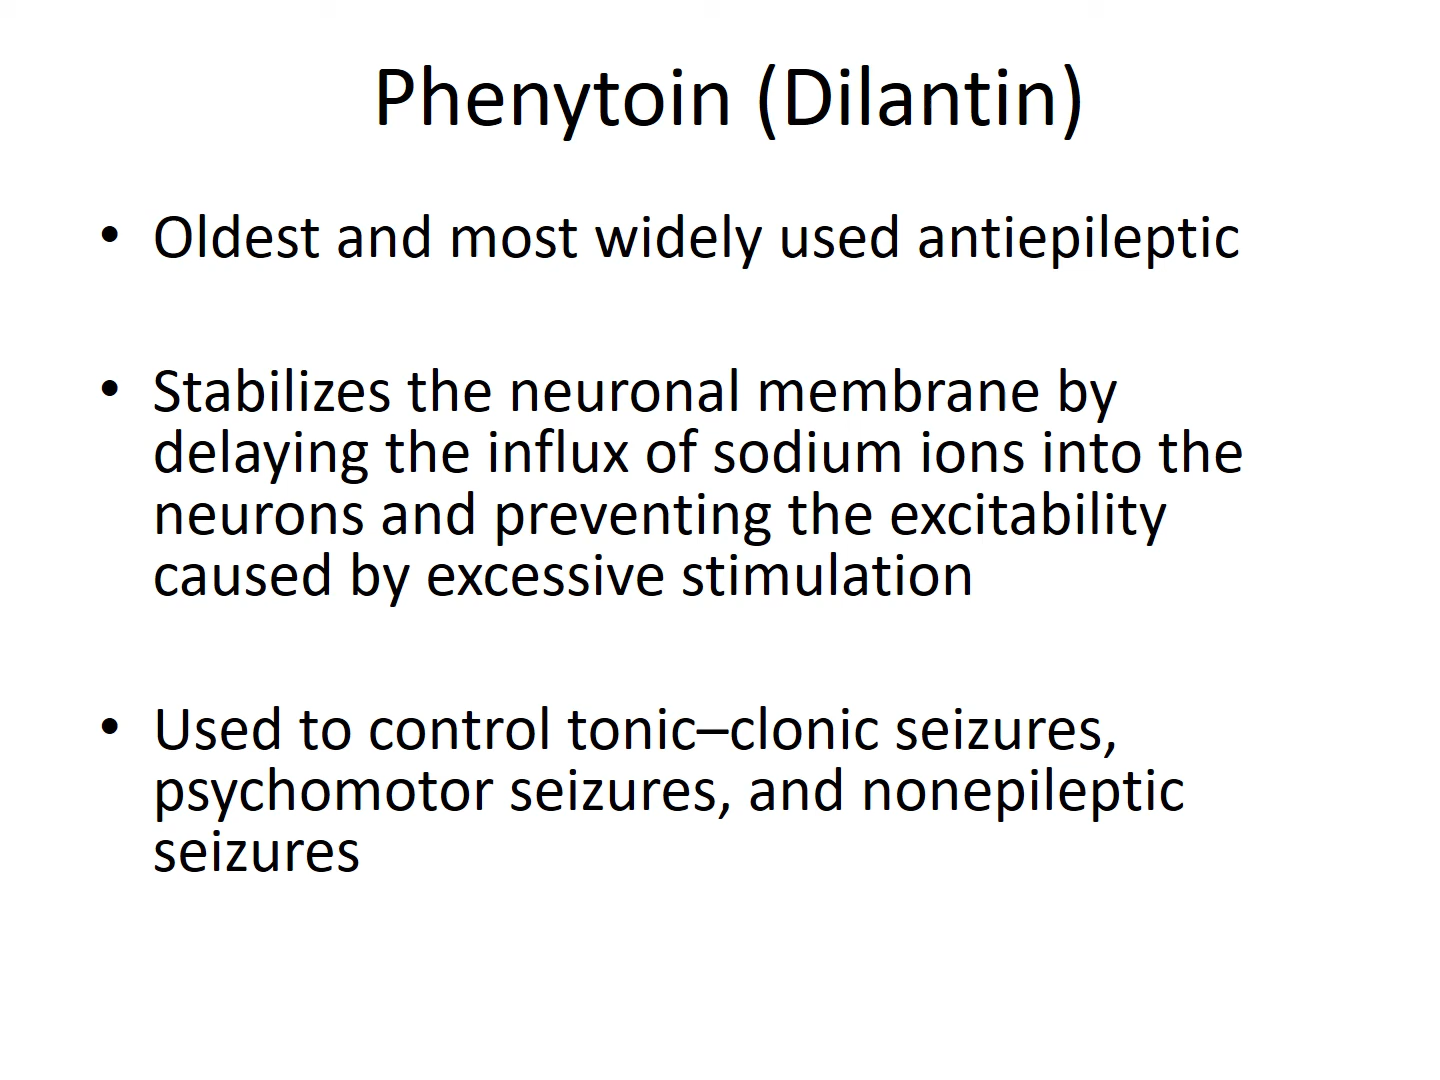 Phenytoin (Dilantin)
• Oldest and most widely used antiepileptic
• Stabilizes the neuronal membrane by
delaying the influx of sodium ions into the
neurons and preventing the excitability
caused by excessive stimulation
• Used to control tonic–clonic seizures,
psychomotor seizures, and nonepileptic
seizures